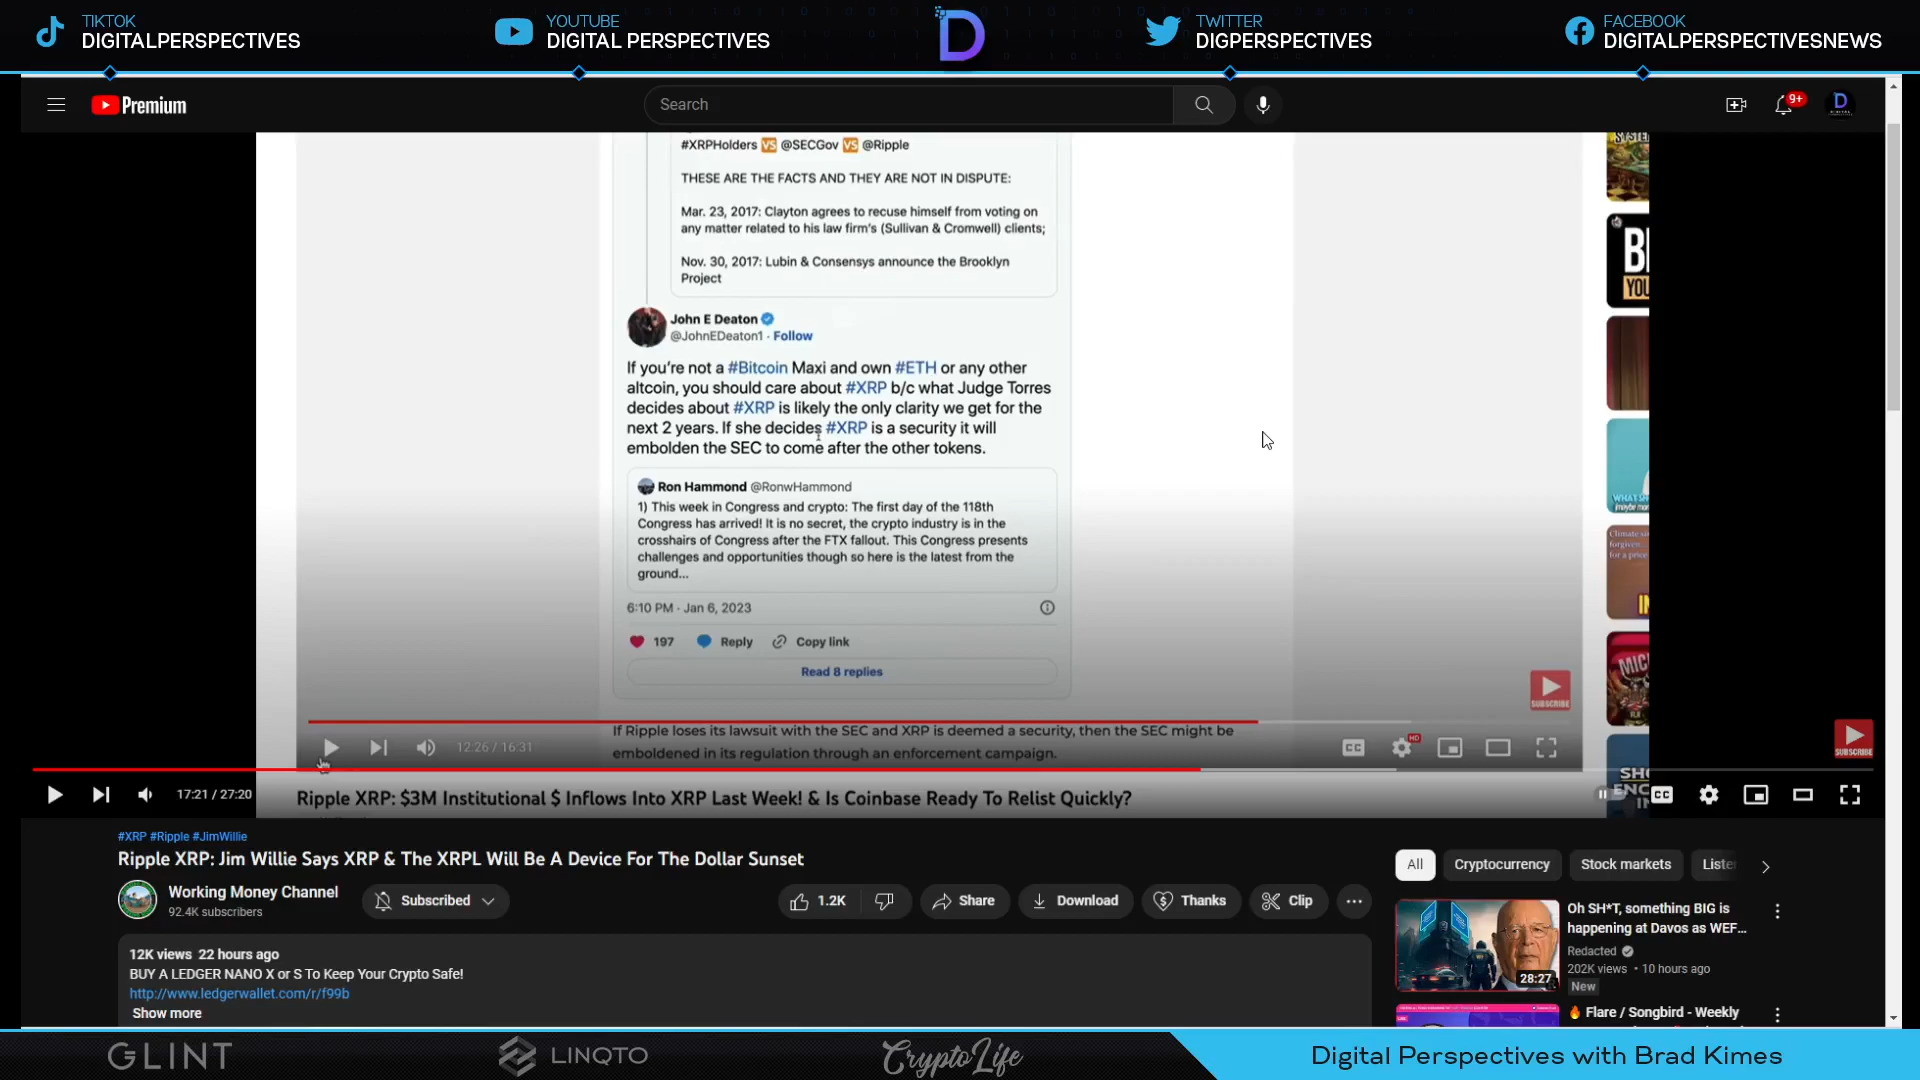 TIKTOK
DIGITALPERSPECTIVES
YOUTUBE
DIGITAL PERSPECTIVES
D
TWITTER
DIGPERSPECTIVES
FACEBOOK
DIGITALPERSPECTIVESNEWS
Premium
Search
9+
D
#XRPHolders VS @SECGov VS @Ripple
THESE ARE THE FACTS AND THEY ARE NOT IN DISPUTE:
Mar. 23, 2017: Clayton agrees to recuse himself from voting on
any matter related to his law firm's (Sullivan & Cromwell) clients;
Nov. 30, 2017: Lubin & Consensys announce the Brooklyn
Project
John E Deaton
@JohnEDeaton1 · Follow
If you're not a #Bitcoin Maxi and own #ETH or any other
altcoin, you should care about #XRP b/c what Judge Torres
decides about #XRP is likely the only clarity we get for the
next 2 years. If she decides #XRP is a security it will
embolden the SEC to come after the other tokens.
Ron Hammond @RonwHammond
1) This week in Congress and crypto: The first day of the 118th
Congress has arrived! It is no secret, the crypto industry is in the
crosshairs of Congress after the FTX fallout. This Congress presents
challenges and opportunities though so here is the latest from the
ground...
6:10 PM · Jan 6, 2023
197 Reply Copy link
Read 8 replies
SUBSCRIBE
If Ripple loses its lawsuit with the SEC and XRP is deemed a security, then the SEC might be
emboldened in its regulation through an enforcement campaign.
12:26 / 16:31
CC
HD
SUBSCRIBE
17:21 / 27:20
Ripple XRP: $3M Institutional $ Inflows Into XRP Last Week! & Is Coinbase Ready To Relist Quickly?
CC
#XRP #Ripple #JimWillie
Ripple XRP: Jim Willie Says XRP & The XRPL Will Be A Device For The Dollar Sunset
Working Money Channel
92.4K subscribers
Subscribed
1.2K
Share
Download
Thanks
Clip
12K views 22 hours ago
BUY A LEDGER NANO X or S To Keep Your Crypto Safe!
http://www.ledgerwallet.com/r/f99b
Show more
All
Cryptocurrency
Stock markets
Liste
28:27
Oh SH*T, something BIG is
happening at Davos as WEF...
Redacted
202K views • 10 hours ago
New
Flare / Songbird - Weekly
GLINT
LINQTO
CryptoLife
Digital Perspectives with Brad Kimes